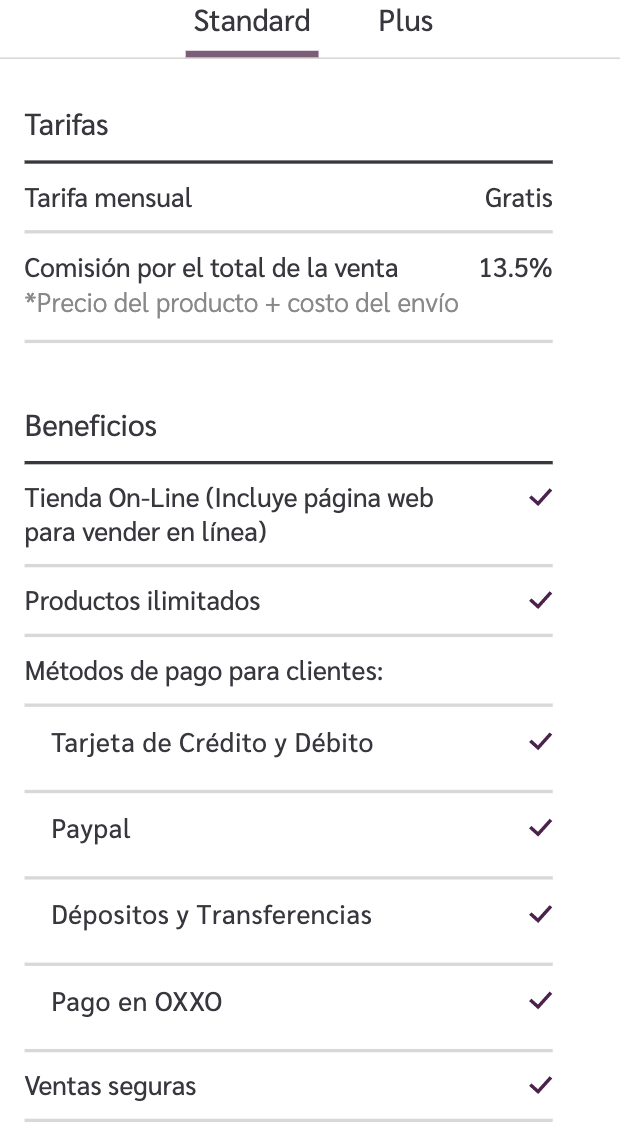 Standard Plus
Tarifas
Tarifa mensual Gratis
Comisión por el total de la venta 13.5%
*Precio del producto + costo del envío
Beneficios
Tienda On-Line (Incluye página web
para vender en línea)
Productos ilimitados
Métodos de pago para clientes:
Tarjeta de Crédito y Débito
Paypal
Dépositos y Transferencias
Pago en OXXO
Ventas seguras